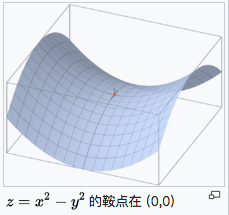 z = x² − y² 的鞍点在 (0,0)